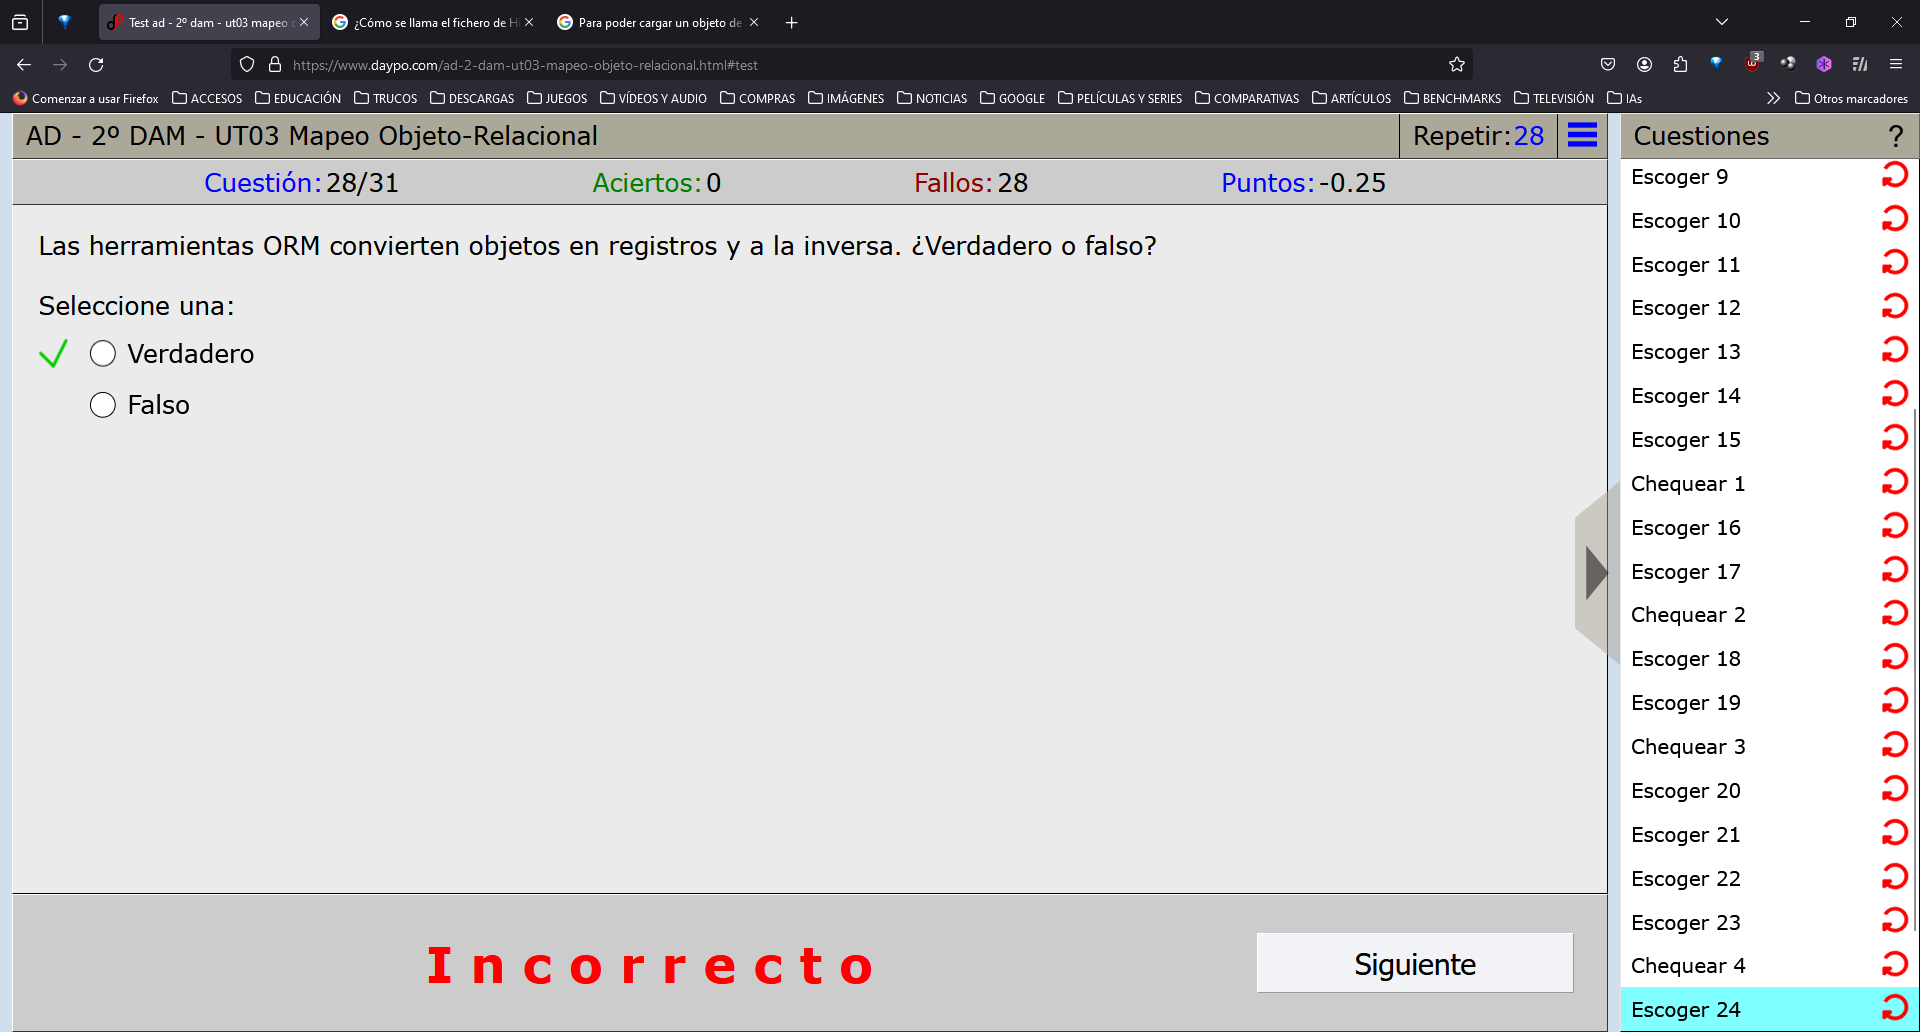 Test ad - 2º dam - ut03 mapeo
¿Cómo se llama el fichero de Hi
Para poder cargar un objeto de
https://www.daypo.com/ad-2-dam-ut03-mapeo-objeto-relacional.html#test
3
Comenzar a usar Firefox
ACCESOS
EDUCACIÓN
TRUCOS
DESCARGAS
JUEGOS
VÍDEOS Y AUDIO
COMPRAS
IMÁGENES
NOTICIAS
GOOGLE
PELÍCULAS Y SERIES
COMPARATIVAS
ARTÍCULOS
BENCHMARKS
TELEVISIÓN
IAs
Otros marcadores
AD - 2º DAM - UT03 Mapeo Objeto-Relacional
Repetir:28
Cuestión:28/31
Aciertos:0
Fallos:28
Puntos:-0.25
Las herramientas ORM convierten objetos en registros y a la inversa. ¿Verdadero o falso?
Seleccione una:
Verdadero
Falso
Incorrecto
Siguiente
Cuestiones
?
Escoger 9
Escoger 10
Escoger 11
Escoger 12
Escoger 13
Escoger 14
Escoger 15
Chequear 1
Escoger 16
Escoger 17
Chequear 2
Escoger 18
Escoger 19
Chequear 3
Escoger 20
Escoger 21
Escoger 22
Escoger 23
Chequear 4
Escoger 24